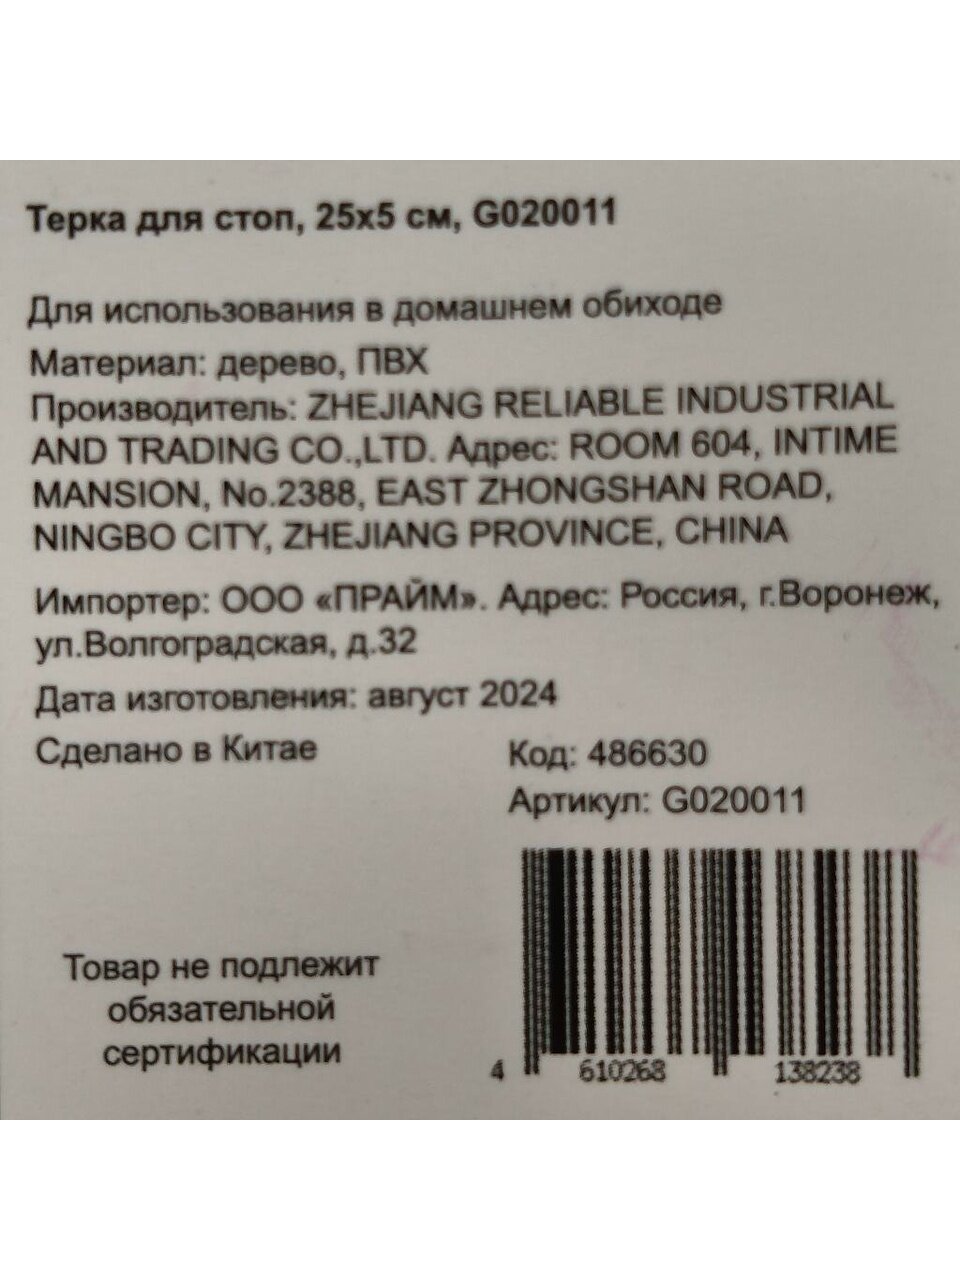 Терка для стоп, 25х5 см, G020011
Для использования в домашнем обиходе
Материал: дерево, ПВХ
Производитель: ZHEJIANG RELIABLE INDUSTRIAL
AND TRADING CO.,LTD. Адрес: ROOM 604, INTIME
MANSION, No.2388, EAST ZHONGSHAN ROAD,
NINGBO CITY, ZHEJIANG PROVINCE, CHINA
Импортер: ООО «ПРАЙМ». Адрес: Россия, г.Воронеж,
ул.Волгоградская, д.32
Дата изготовления: август 2024
Сделано в Китае
Код: 486630
Артикул: G020011
Товар не подлежит
обязательной
сертификации
4 610268 138238